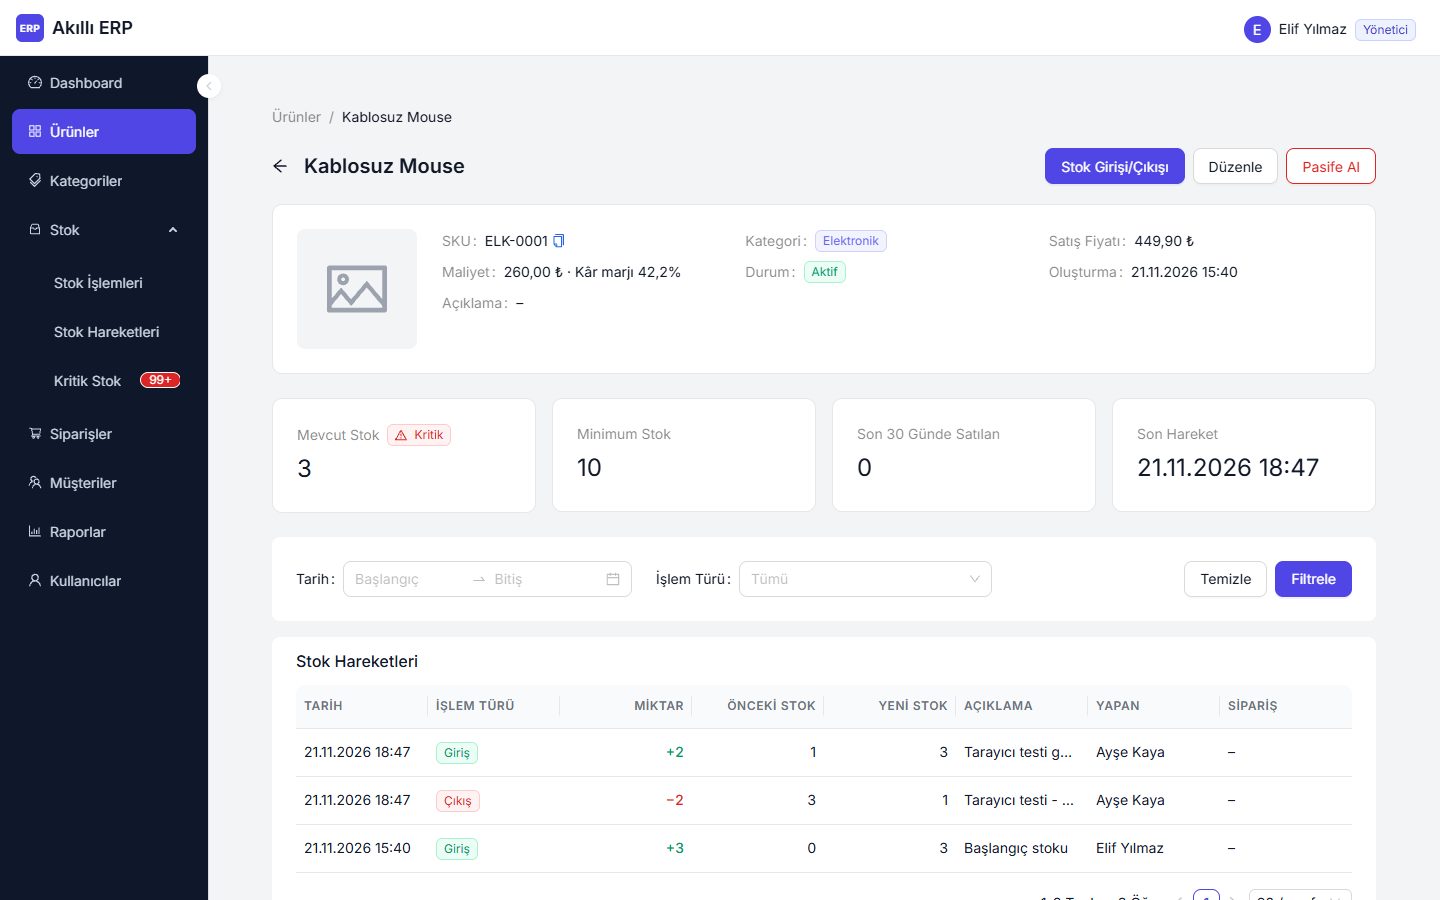 ERP Akıllı ERP
E Elif Yılmaz Yönetici
Dashboard
Ürünler
Kategoriler
Stok
Stok İşlemleri
Stok Hareketleri
Kritik Stok 99+
Siparişler
Müşteriler
Raporlar
Kullanıcılar
Ürünler / Kablosuz Mouse
Kablosuz Mouse
Stok Girişi/Çıkışı Düzenle Pasife Al
SKU: ELK-0001 Kategori: Elektronik Satış Fiyatı: 449,90 ₺
Maliyet: 260,00 ₺ · Kâr marjı 42,2% Durum: Aktif Oluşturma: 21.11.2026 15:40
Açıklama: –
Mevcut Stok Kritik
3
Minimum Stok
10
Son 30 Günde Satılan
0
Son Hareket
21.11.2026 18:47
Tarih: Başlangıç → Bitiş İşlem Türü: Tümü Temizle Filtrele
Stok Hareketleri
TARİH İŞLEM TÜRÜ MİKTAR ÖNCEKİ STOK YENİ STOK AÇIKLAMA YAPAN SİPARİŞ
21.11.2026 18:47 Giriş +2 1 3 Tarayıcı testi g... Ayşe Kaya –
21.11.2026 18:47 Çıkış −2 3 1 Tarayıcı testi - ... Ayşe Kaya –
21.11.2026 15:40 Giriş +3 0 3 Başlangıç stoku Elif Yılmaz –